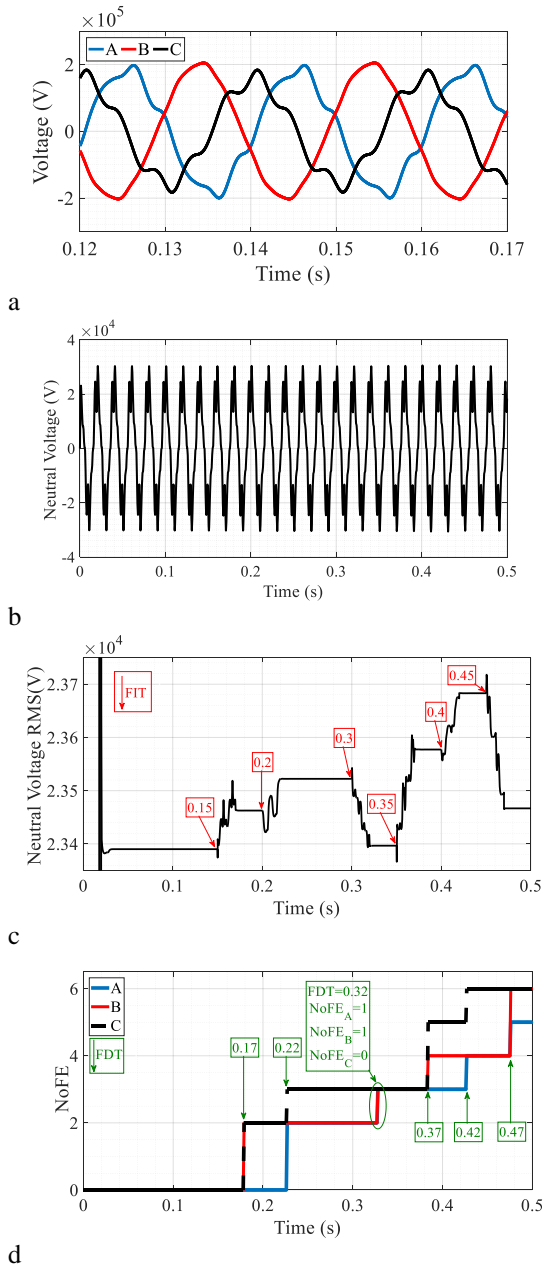 ×10^5
A B C
Voltage (V)
2
0
-2
0.12 0.13 0.14 0.15 0.16 0.17
Time (s)
a
×10^4
Neutral Voltage (V)
4
2
0
-2
-4
0 0.1 0.2 0.3 0.4 0.5
Time (s)
b
×10^4
Neutral Voltage RMS(V)
2.37
2.36
2.35
2.34
FIT
0.15
0.2
0.3
0.35
0.4
0.45
0 0.1 0.2 0.3 0.4 0.5
Time (s)
c
NoFE
6
4
2
0
A
B
C
FDT
0.17
0.22
FDT=0.32
NoFE_A=1
NoFE_B=1
NoFE_C=0
0.37
0.42
0.47
0 0.1 0.2 0.3 0.4 0.5
Time (s)
d